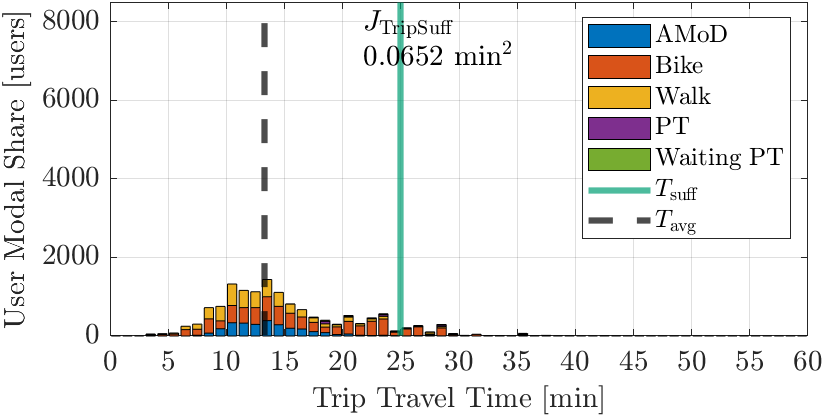 J_TripSuff
0.0652 min²
AMoD
Bike
Walk
PT
Waiting PT
T_suff
T_avg
User Modal Share [users]
8000
6000
4000
2000
0
0 5 10 15 20 25 30 35 40 45 50 55 60
Trip Travel Time [min]